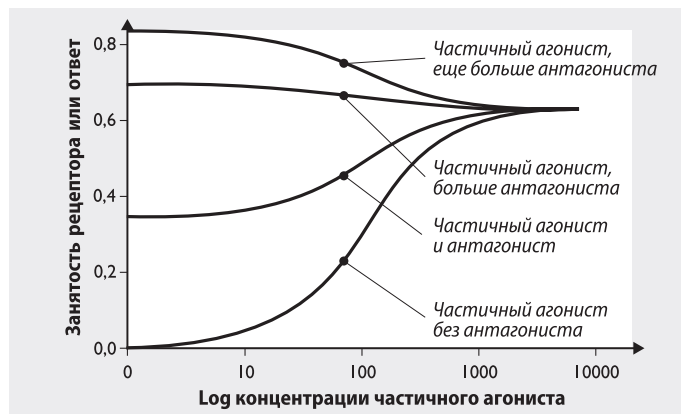 Занятость рецептора или ответ
0,8
0,6
0,4
0,2
0,0
Частичный агонист,
еще больше антагониста
Частичный агонист,
больше антагониста
Частичный агонист
и антагонист
Частичный агонист
без антагониста
0 10 100 1000 10000
Log концентрации частичного агониста